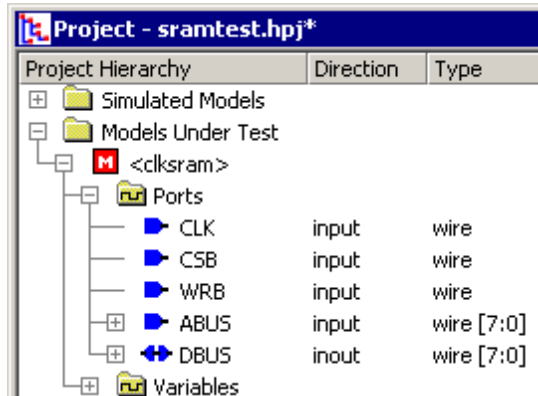 Project - sramtest.hpj*
Project Hierarchy Direction Type
Simulated Models
Models Under Test
M <clksram>
Ports
CLK input wire
CSB input wire
WRB input wire
ABUS input wire [7:0]
DBUS inout wire [7:0]
Variables